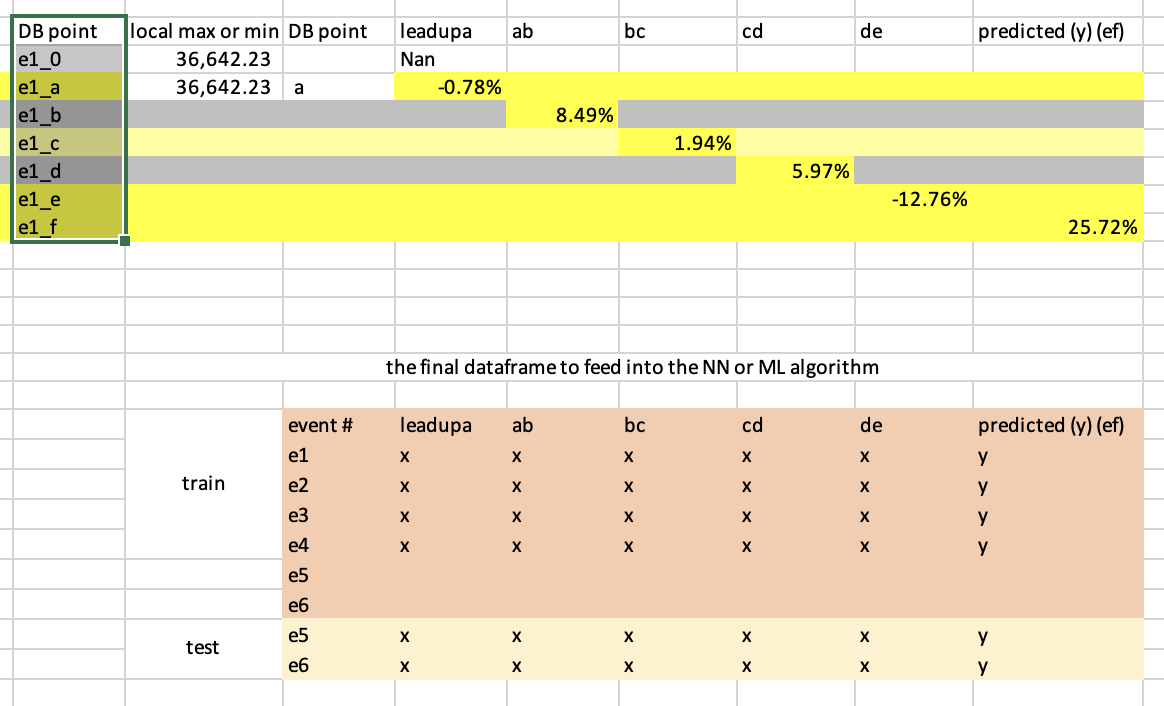 DB point local max or min DB point leadupa ab bc cd de predicted (y) (ef)
e1_0 36,642.23 Nan
e1_a 36,642.23 a -0.78%
e1_b 8.49%
e1_c 1.94%
e1_d 5.97%
e1_e -12.76%
e1_f 25.72%
the final dataframe to feed into the NN or ML algorithm
event # leadupa ab bc cd de predicted (y) (ef)
e1 x x x x x y
train e2 x x x x x y
e3 x x x x x y
e4 x x x x x y
e5
e6
test e5 x x x x x y
e6 x x x x x y